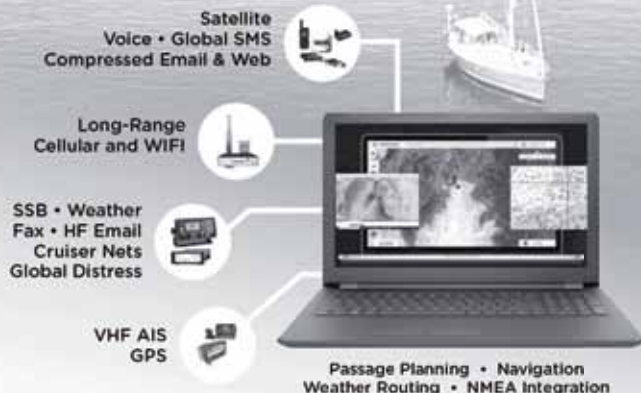 Satellite
Voice • Global SMS
Compressed Email & Web
Long-Range
Cellular and WIFI
SSB • Weather
Fax • HF Email
Cruiser Nets
Global Distress
VHF AIS
GPS
Passage Planning • Navigation
Weather Routing • NMEA Integration